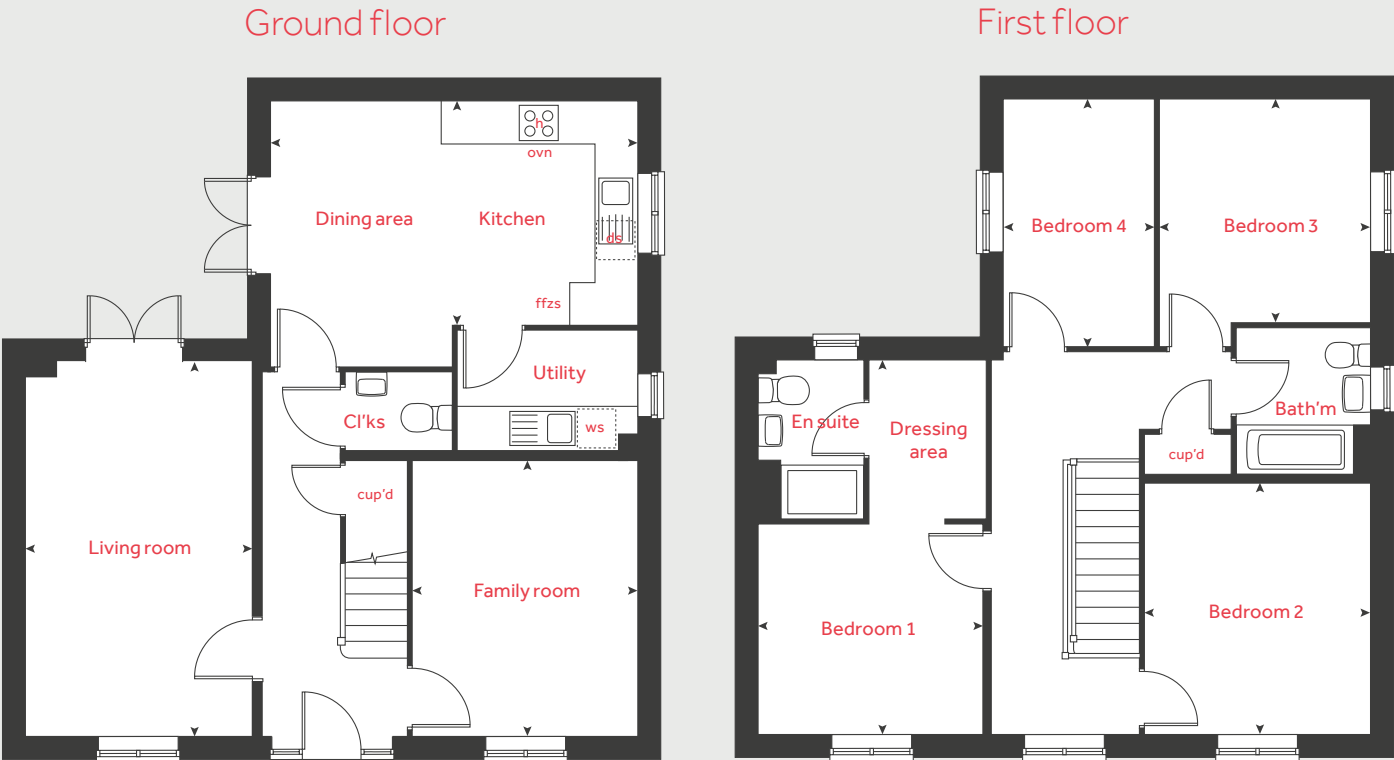 Ground floor
h
ovn
Dining area
Kitchen
ds
ffzs
Utility
Cl'ks
ws
cup'd
Living room
Family room
First floor
Bedroom 4
Bedroom 3
En suite
Dressing
area
Bath'm
cup'd
Bedroom 1
Bedroom 2